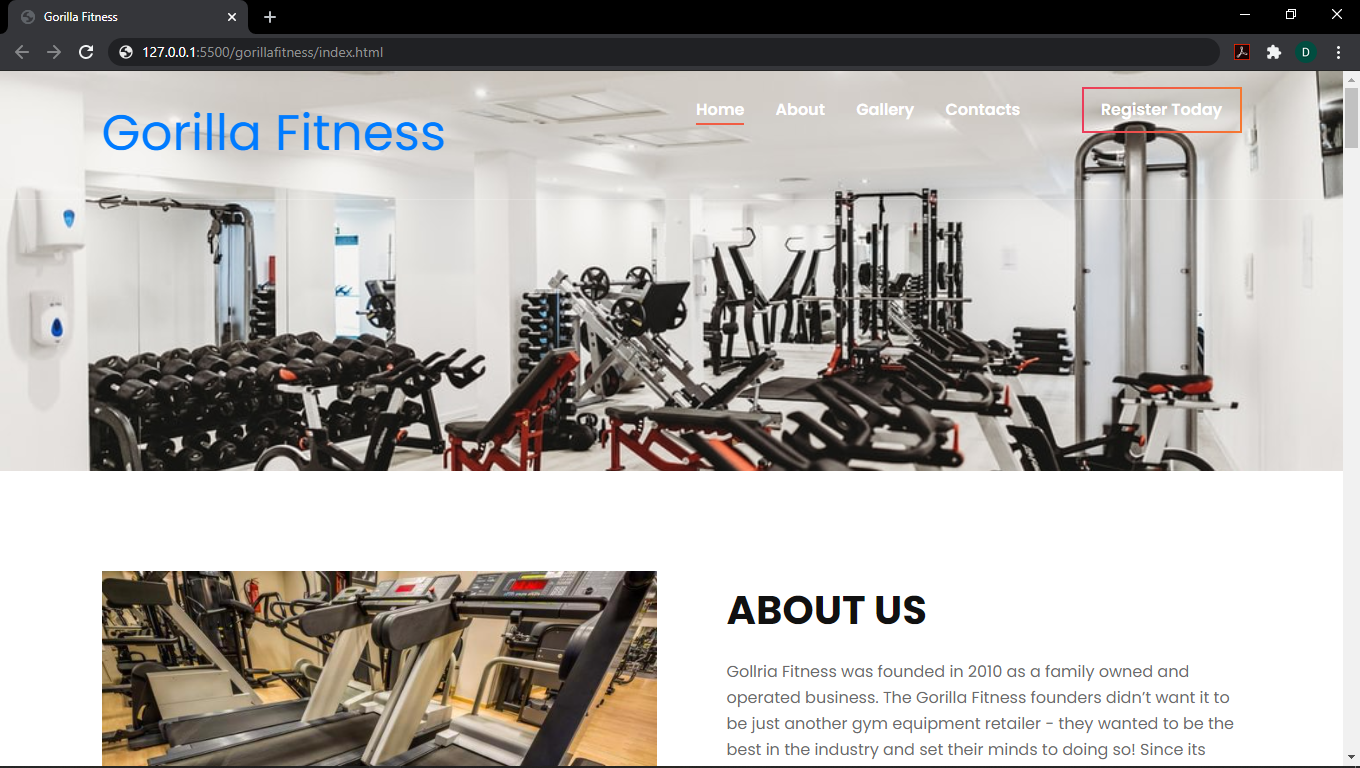 Gorilla Fitness
127.0.0.1:5500/gorillafitness/index.html
D
Gorilla Fitness
Home About Gallery Contacts Register Today
ABOUT US
Gollria Fitness was founded in 2010 as a family owned and
operated business. The Gorilla Fitness founders didn’t want it to
be just another gym equipment retailer - they wanted to be the
best in the industry and set their minds to doing so! Since its